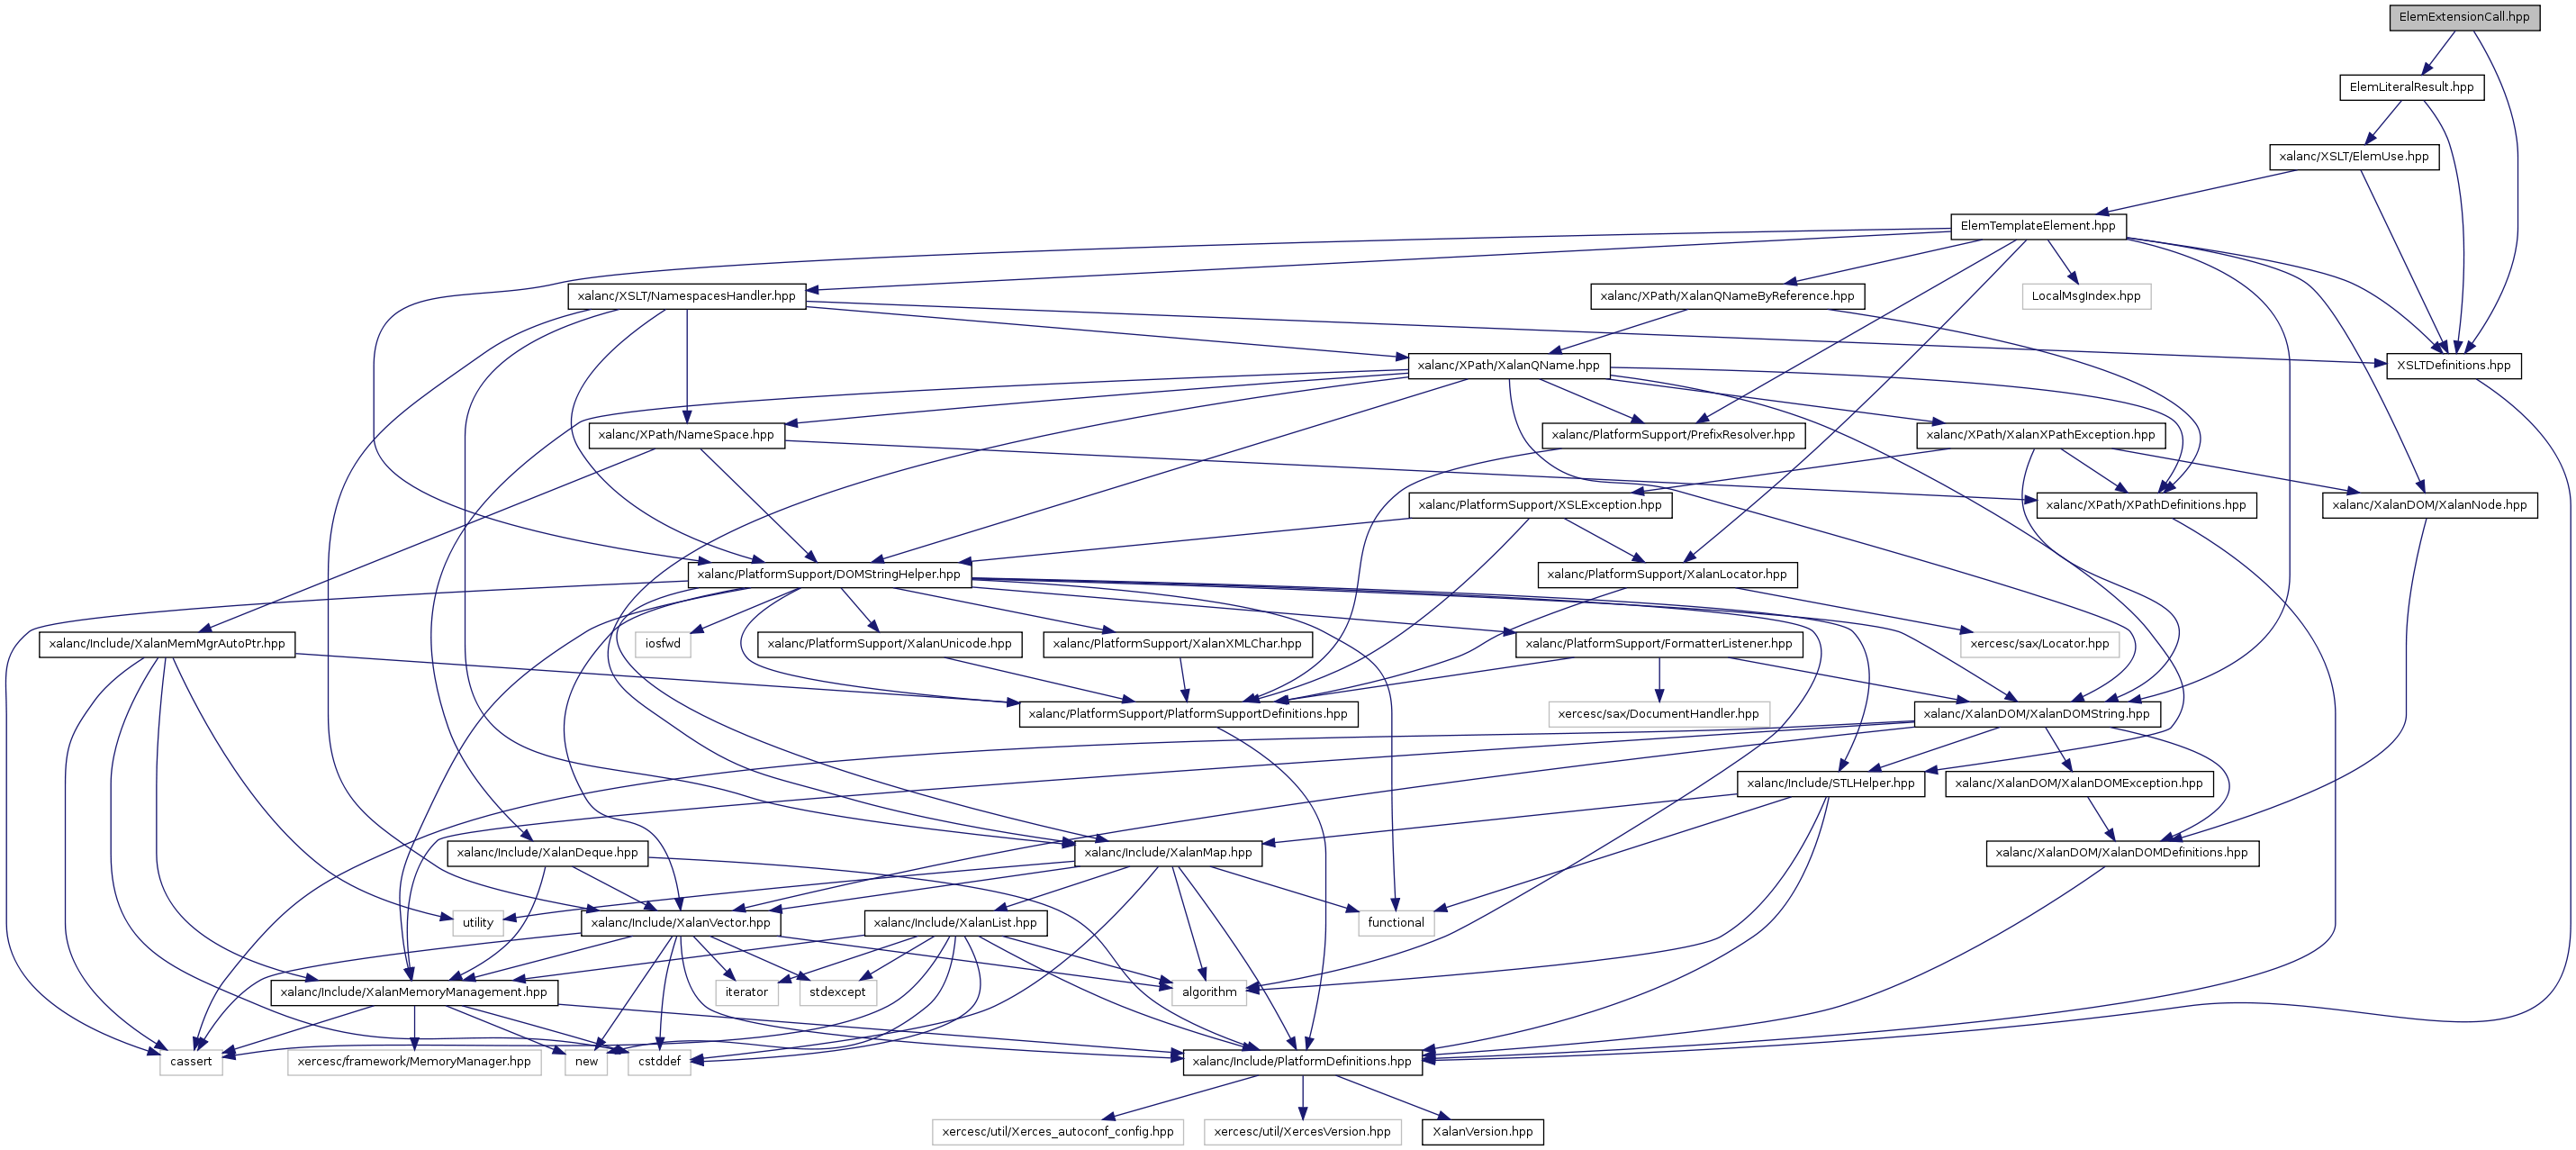 ElemExtensionCall.hpp
ElemLiteralResult.hpp
xalanc/XSLT/ElemUse.hpp
ElemTemplateElement.hpp
xalanc/XSLT/NamespacesHandler.hpp
xalanc/XPath/XalanQNameByReference.hpp
LocalMsgIndex.hpp
xalanc/XPath/XalanQName.hpp
XSLTDefinitions.hpp
xalanc/XPath/NameSpace.hpp
xalanc/PlatformSupport/PrefixResolver.hpp
xalanc/XPath/XalanXPathException.hpp
xalanc/PlatformSupport/XSLException.hpp
xalanc/XPath/XPathDefinitions.hpp
xalanc/XalanDOM/XalanNode.hpp
xalanc/PlatformSupport/DOMStringHelper.hpp
xalanc/PlatformSupport/XalanLocator.hpp
xalanc/Include/XalanMemMgrAutoPtr.hpp
iosfwd
xalanc/PlatformSupport/XalanUnicode.hpp
xalanc/PlatformSupport/XalanXMLChar.hpp
xalanc/PlatformSupport/FormatterListener.hpp
xercesc/sax/Locator.hpp
xalanc/PlatformSupport/PlatformSupportDefinitions.hpp
xercesc/sax/DocumentHandler.hpp
xalanc/XalanDOM/XalanDOMString.hpp
xalanc/Include/STLHelper.hpp
xalanc/XalanDOM/XalanDOMException.hpp
xalanc/Include/XalanDeque.hpp
xalanc/Include/XalanMap.hpp
xalanc/XalanDOM/XalanDOMDefinitions.hpp
utility
xalanc/Include/XalanVector.hpp
xalanc/Include/XalanList.hpp
functional
xalanc/Include/XalanMemoryManagement.hpp
iterator
stdexcept
algorithm
cassert
xercesc/framework/MemoryManager.hpp
new
cstddef
xalanc/Include/PlatformDefinitions.hpp
xercesc/util/Xerces_autoconf_config.hpp
xercesc/util/XercesVersion.hpp
XalanVersion.hpp